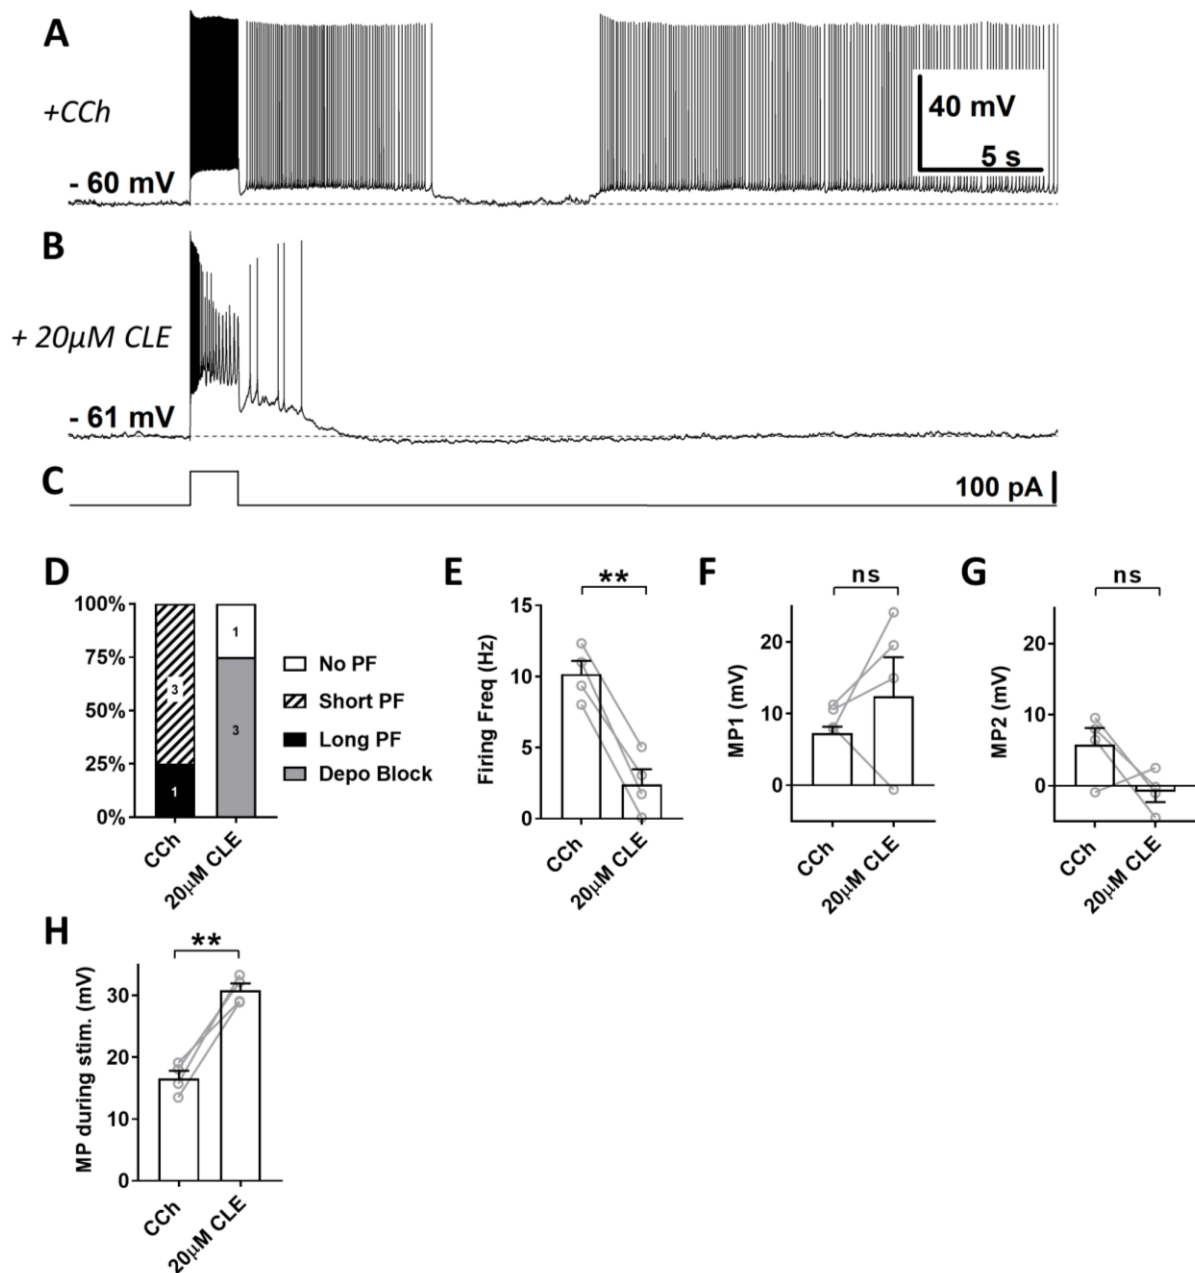 A
+CCh
40 mV
5 s
- 60 mV
B
+ 20µM CLE
- 61 mV
C
100 pA
D
100%
75%
50%
25%
0%
3
1
1
3
CCh
20µM CLE
No PF
Short PF
Long PF
Depo Block
E
**
Firing Freq (Hz)
15
10
5
0
CCh
20µM CLE
F
ns
MP1 (mV)
20
10
0
CCh
20µM CLE
G
ns
MP2 (mV)
20
10
0
CCh
20µM CLE
H
**
MP during stim. (mV)
30
20
10
0
CCh
20µM CLE